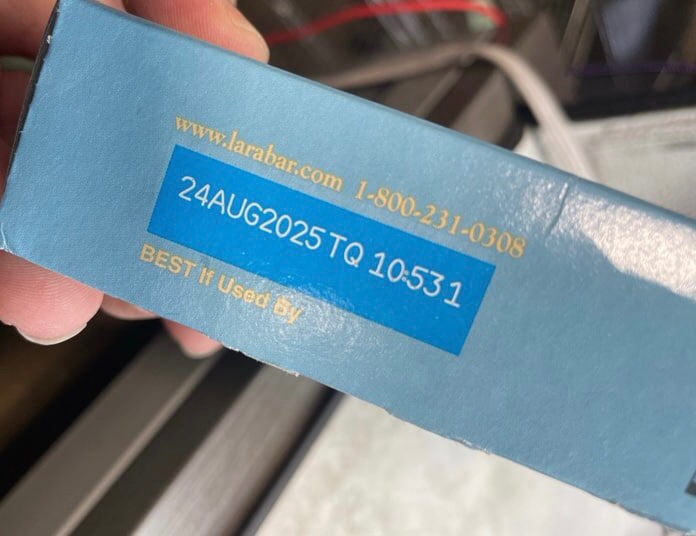 www.larabar.com 1-800-231-0308
24AUG2025 TQ 10:53 1
BEST If Used By